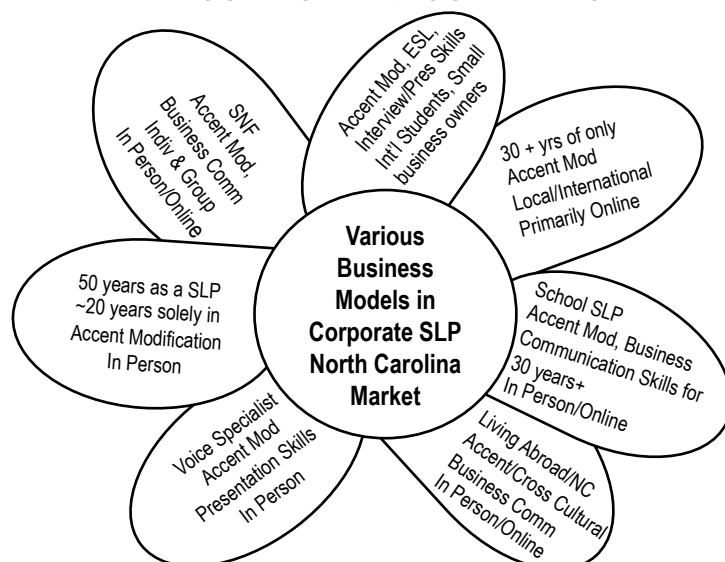 Various
Business
Models in
Corporate SLP
North Carolina
Market
Accent Mod, ESL,
Interview/Pres Skills
Int'l Students, Small
business owners
30 + yrs of only
Accent Mod
Local/International
Primarily Online
School SLP
Accent Mod, Business
Communication Skills for
30 years+
In Person/Online
Living Abroad/NC
Accent/Cross Cultural
Business Comm
In Person/Online
Voice Specialist
Accent Mod
Presentation Skills
In Person
50 years as a SLP
~20 years solely in
Accent Modification
In Person
SNF
Accent Mod,
Business Comm
Indiv & Group
In Person/Online